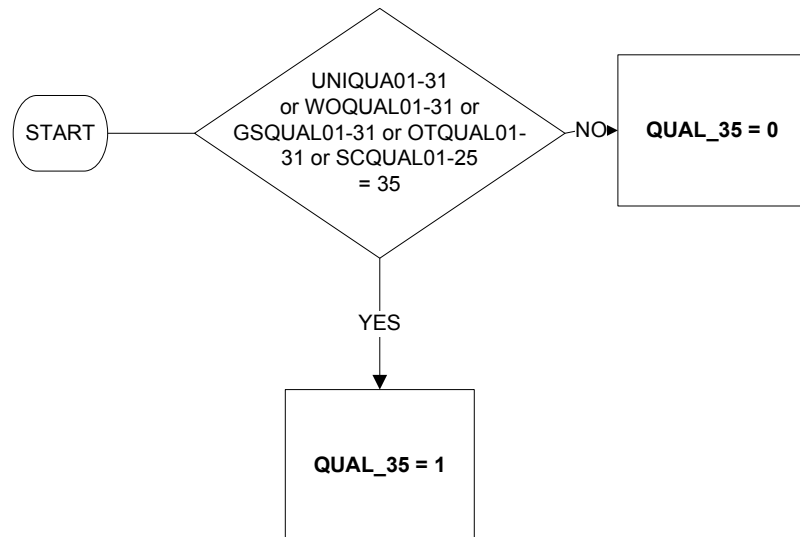 START
UNIQUA01-31
or WOQUAL01-31 or
GSQUAL01-31 or OTQUAL01-
31 or SCQUAL01-25
= 35
NO
QUAL_35 = 0
YES
QUAL_35 = 1